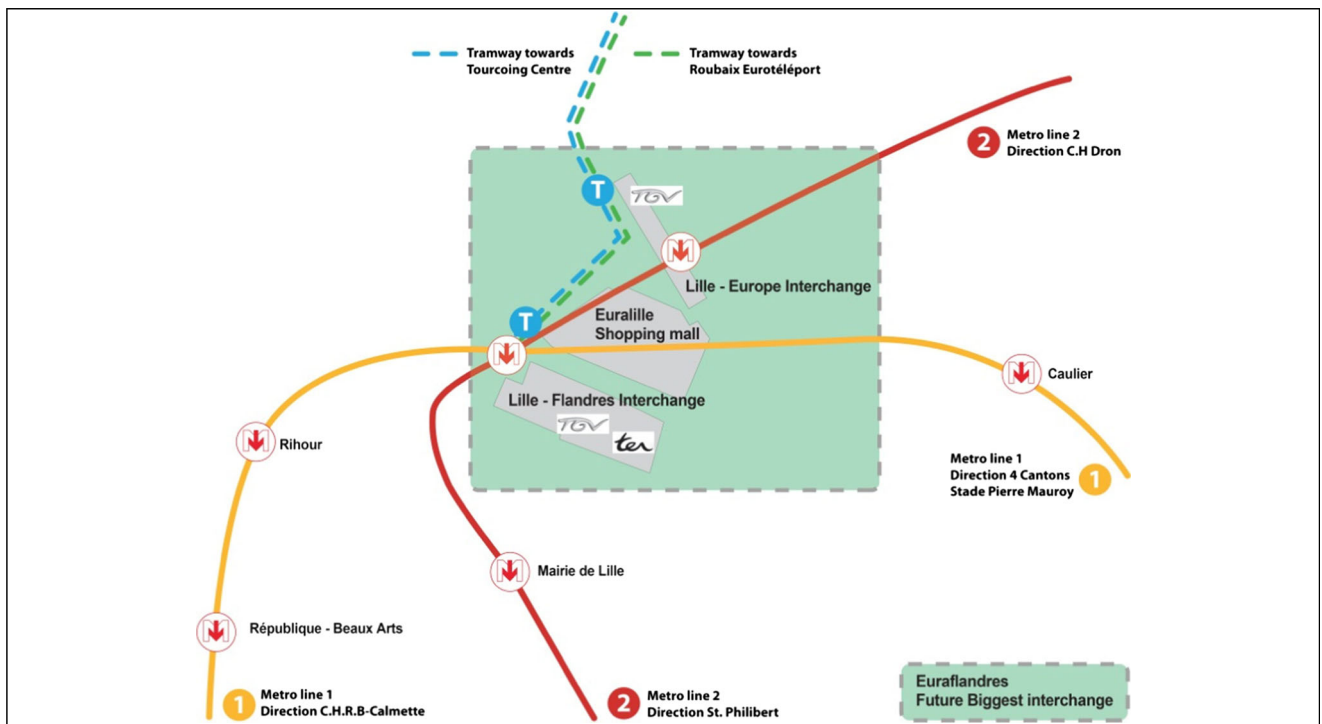 Tramway towards
Tourcoing Centre
Tramway towards
Roubaix Eurotéléport
2
Metro line 2
Direction C.H Dron
T
TGV
M
Lille - Europe Interchange
T
Euralille
Shopping mall
M
Lille - Flandres Interchange
TGV
ter
M
Caulier
M
Rihour
Metro line 1
Direction 4 Cantons
Stade Pierre Mauroy
1
M
Mairie de Lille
M
République - Beaux Arts
1
Metro line 1
Direction C.H.R.B-Calmette
2
Metro line 2
Direction St. Philibert
Euraflandres
Future Biggest interchange